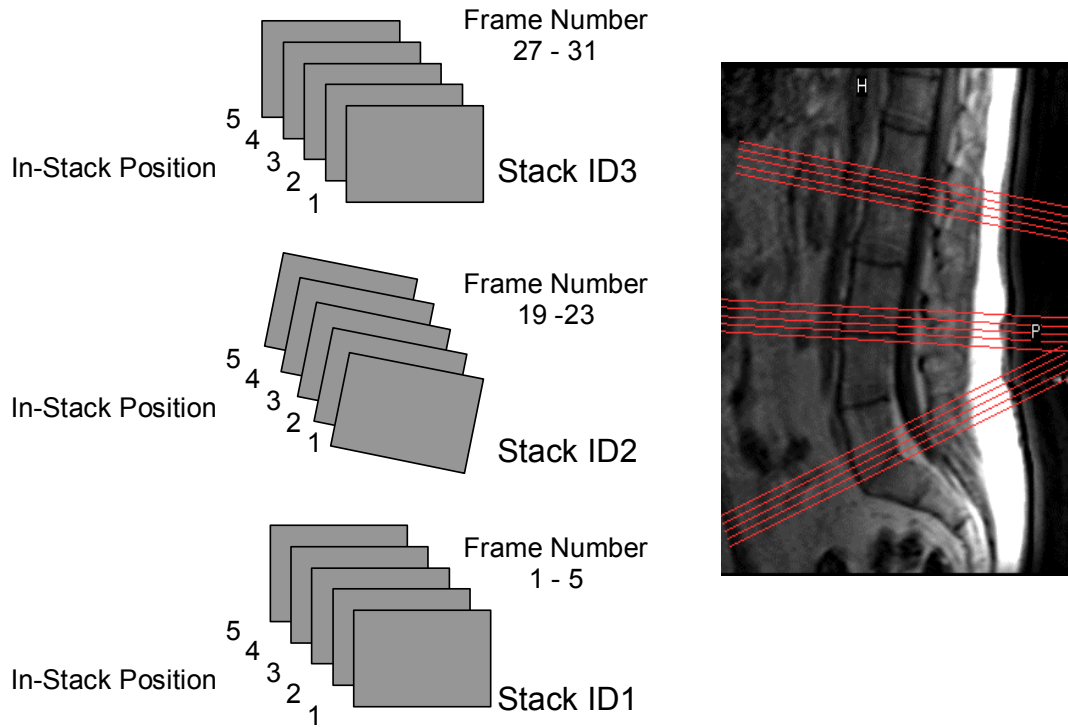 Frame Number
27 - 31
5
4
3
2
1
In-Stack Position
Stack ID3
H
Frame Number
19 -23
5
4
3
2
1
In-Stack Position
Stack ID2
P
Frame Number
1 - 5
5
4
3
2
1
In-Stack Position
Stack ID1